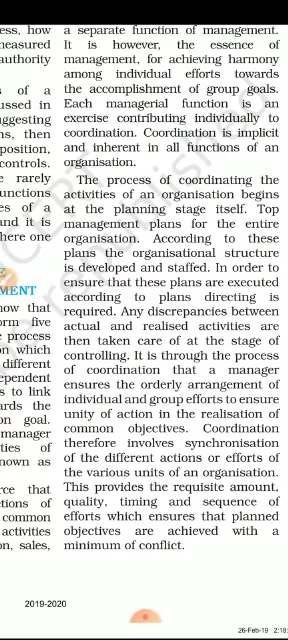 ess, how
measured
authority
s of a
ussed in
uggesting
ns, then
position,
controls.
e rarely
functions
es of a
and it is
here one
E
MENT
now that
orm five
e process
on which
different
ependent
s to link
ards the
on goal.
manager
ties of
nown as
rce that
ctions of
common
activities
on, sales,
a separate function of management.
It is however, the essence of
management, for achieving harmony
among individual efforts towards
the accomplishment of group goals.
Each managerial function is an
exercise contributing individually to
coordination. Coordination is implicit
and inherent in all functions of an
organisation.
The process of coordinating the
activities of an organisation begins
at the planning stage itself. Top
management plans for the entire
organisation. According to these
plans the organisational structure
is developed and staffed. In order to
ensure that these plans are executed
according to plans directing is
required. Any discrepancies between
actual and realised activities are
then taken care of at the stage of
controlling. It is through the process
of coordination that a manager
ensures the orderly arrangement of
individual and group efforts to ensure
unity of action in the realisation of
common objectives. Coordination
therefore involves synchronisation
of the different actions or efforts of
the various units of an organisation.
This provides the requisite amount,
quality, timing and sequence of
efforts which ensures that planned
objectives are achieved with a
minimum of conflict.
2019-2020
26-Feb-19 2:18: